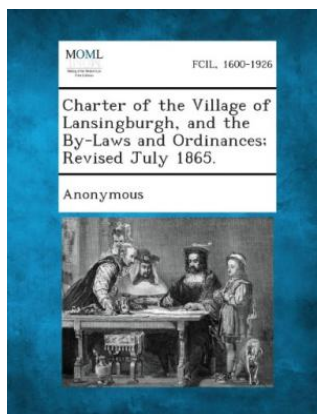 MOML
FCIL, 1600-1926
Charter of the Village of
Lansingburgh, and the
By-Laws and Ordinances;
Revised July 1865.
Anonymous